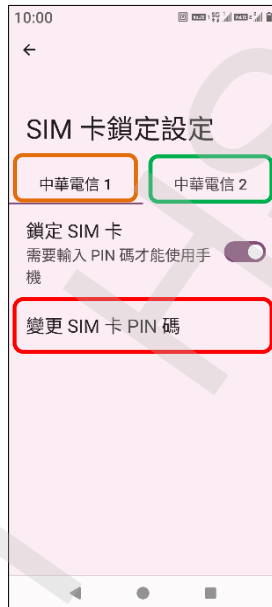 10:00
SIM 卡鎖定設定
中華電信 1
中華電信 2
鎖定 SIM 卡
需要輸入 PIN 碼才能使用手
機
變更 SIM 卡 PIN 碼